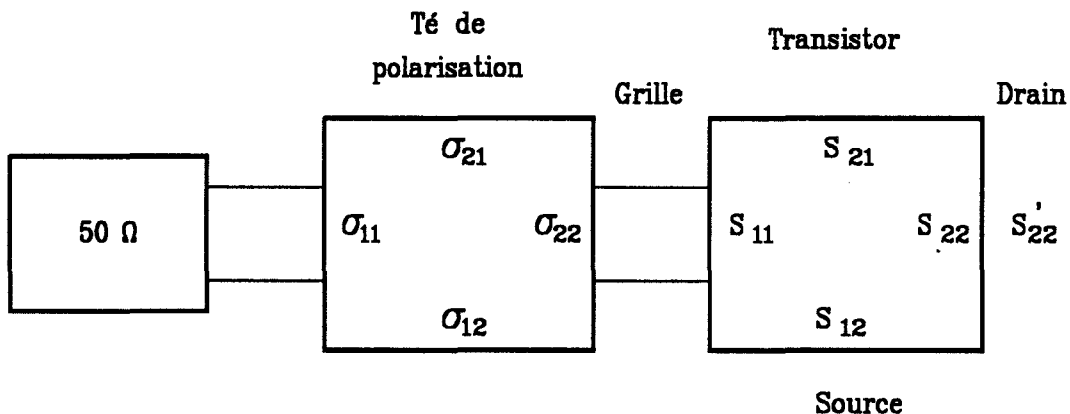 Té de
polarisation
Transistor
Grille
Drain
50 Ω
σ21
σ11
σ22
σ12
S 21
S 11
S 22
S'22
S 12
Source